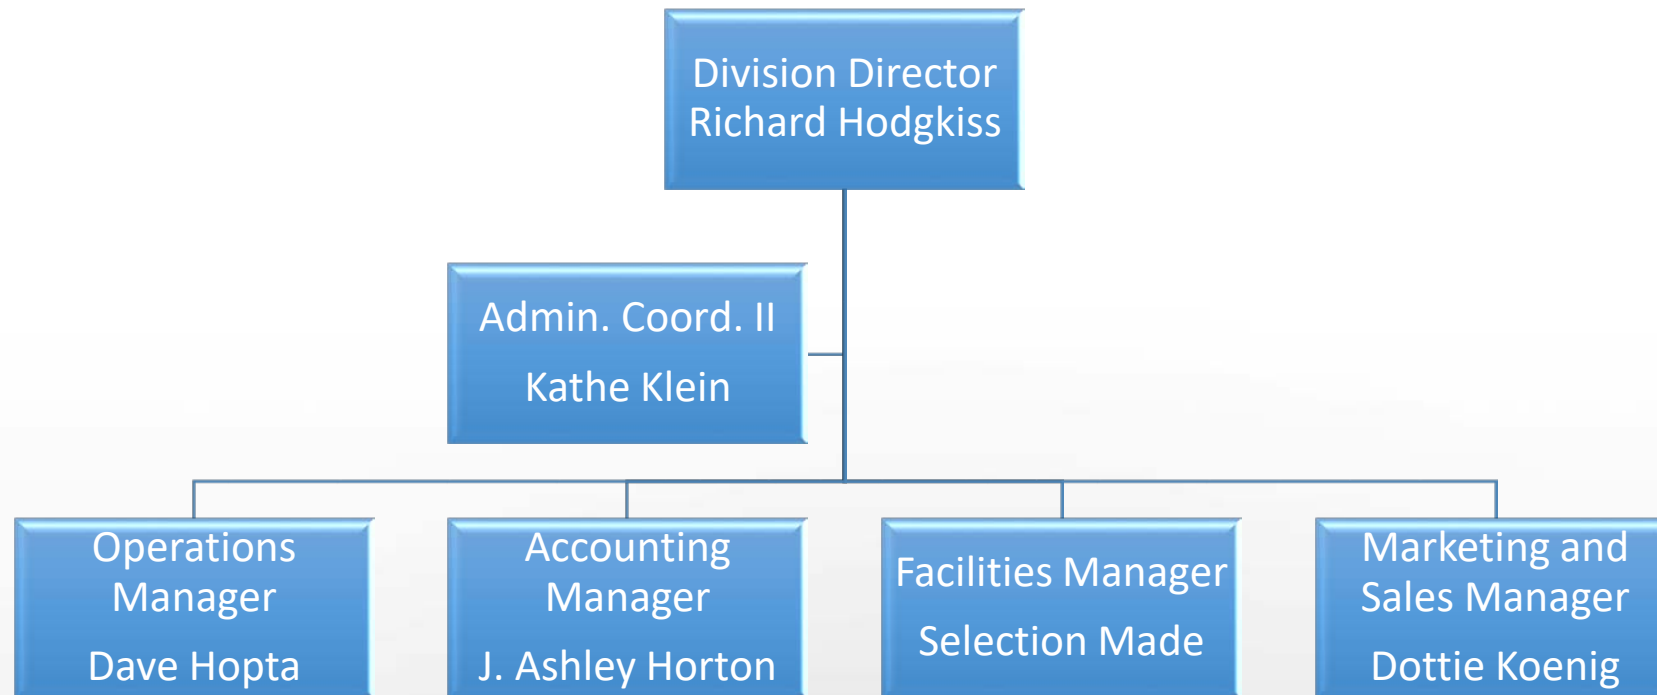 Division Director
Richard Hodgkiss
Admin. Coord. II
Kathe Klein
Operations
Manager
Dave Hopta
Accounting
Manager
J. Ashley Horton
Facilities Manager
Selection Made
Marketing and
Sales Manager
Dottie Koenig